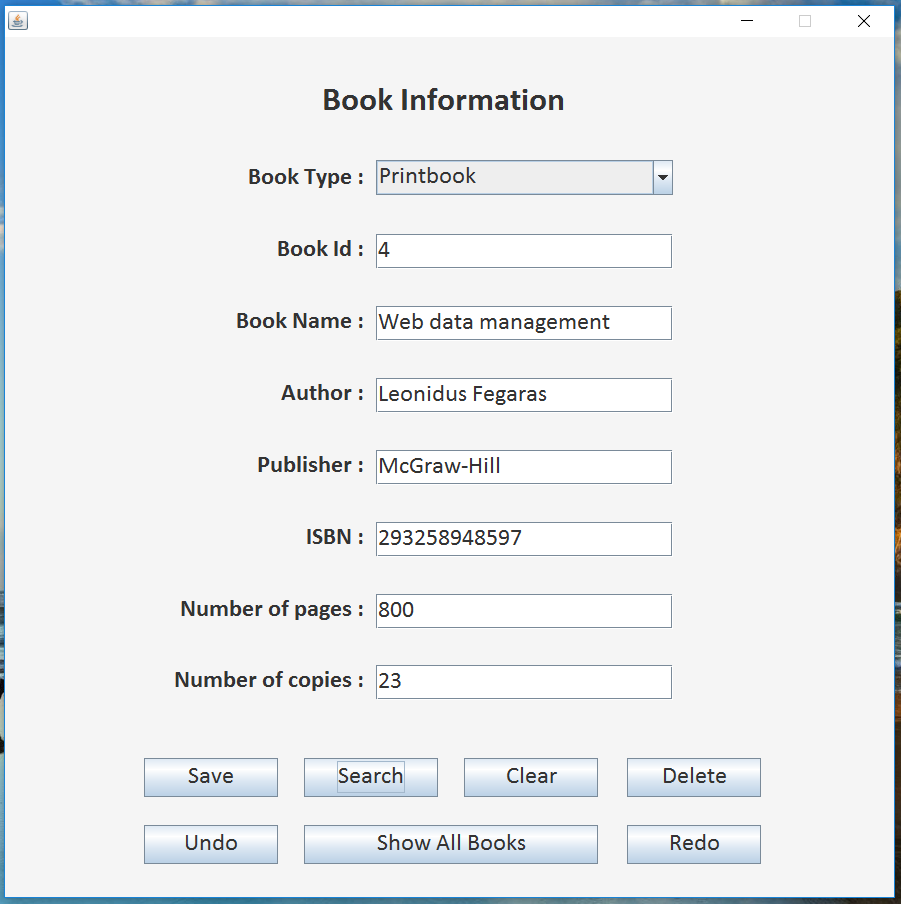 Book Information
Book Type : Printbook
Book Id : 4
Book Name : Web data management
Author : Leonidus Fegaras
Publisher : McGraw-Hill
ISBN : 293258948597
Number of pages : 800
Number of copies : 23
Save Search Clear Delete
Undo Show All Books Redo